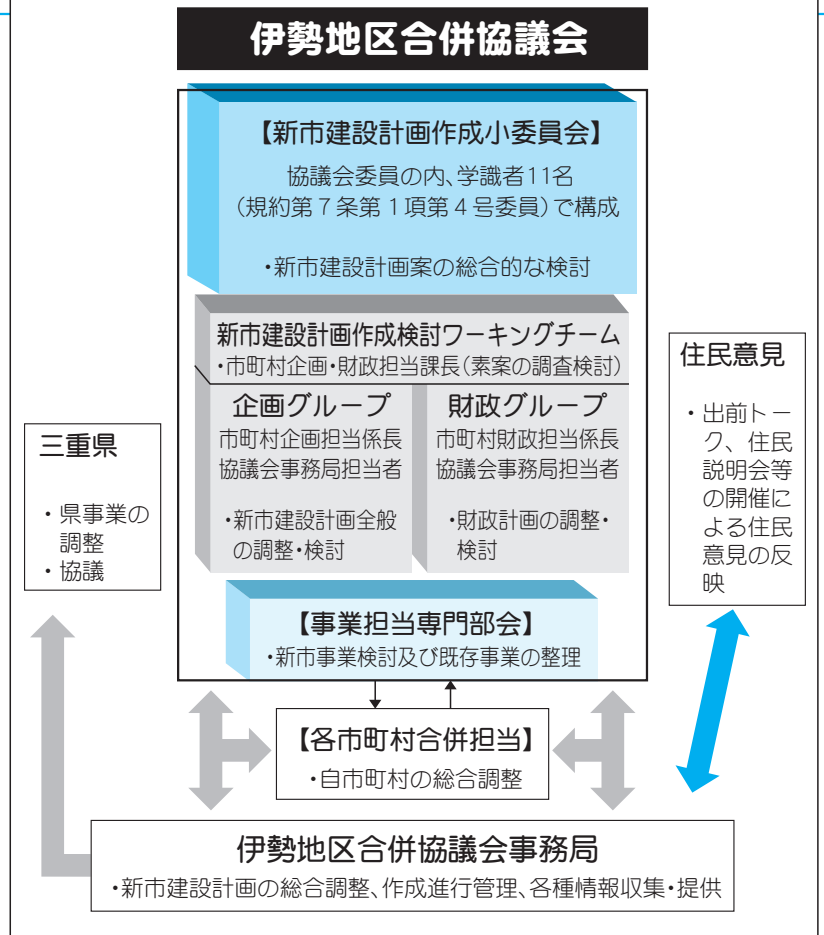 伊勢地区合併協議会
【新市建設計画作成小委員会】
協議会委員の内、学識者11名
（規約第７条第１項第４号委員）で構成
・新市建設計画案の総合的な検討
新市建設計画作成検討ワーキングチーム
・市町村企画・財政担当課長（素案の調査検討）
企画グループ
市町村企画担当係長
協議会事務局担当者
・新市建設計画全般
の調整・検討
財政グループ
市町村財政担当係長
協議会事務局担当者
・財政計画の調整・
検討
【事業担当専門部会】
・新市事業検討及び既存事業の整理
三重県
・県事業の
調整
・協議
住民意見
・出前トー
ク、住民
説明会等
の開催に
よる住民
意見の反
映
【各市町村合併担当】
・自市町村の総合調整
伊勢地区合併協議会事務局
・新市建設計画の総合調整、作成進行管理、各種情報収集・提供